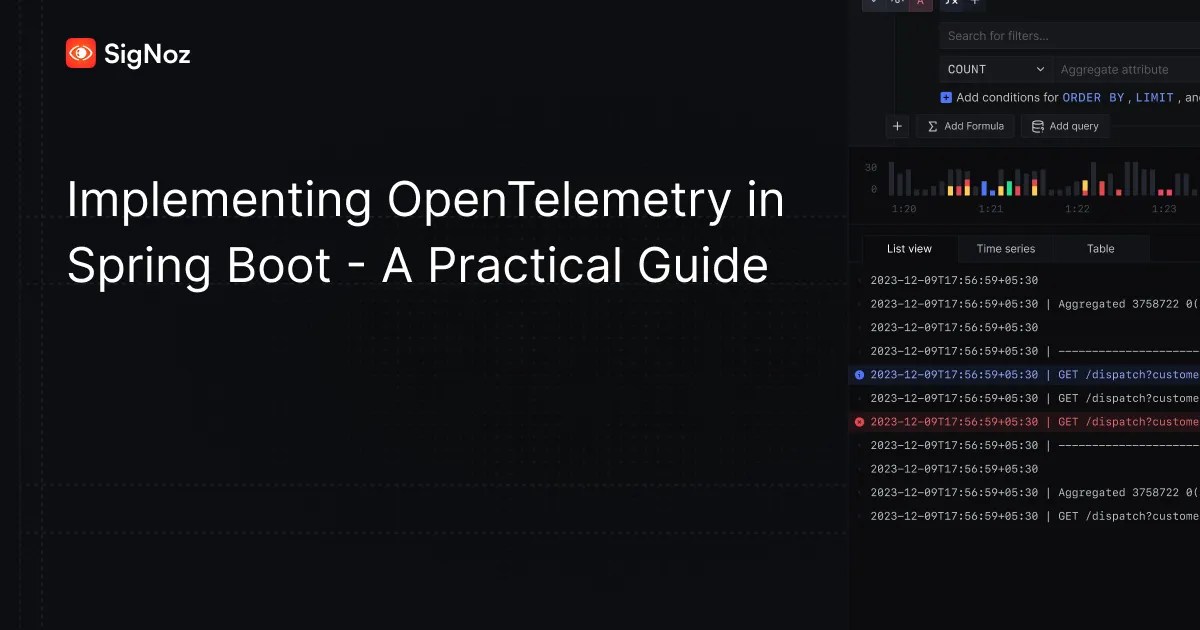 SigNoz
Implementing OpenTelemetry in
Spring Boot - A Practical Guide
Search for filters...
COUNT
Aggregate attribute
Add conditions for ORDER BY, LIMIT, an
+ Add Formula Add query
30
0
1:20 1:21 1:22 1:23
List view Time series Table
2023-12-09T17:56:59+05:30
2023-12-09T17:56:59+05:30 | Aggregated 3758722 0(
2023-12-09T17:56:59+05:30
2023-12-09T17:56:59+05:30 | ---------------------
2023-12-09T17:56:59+05:30 | GET /dispatch?custome
2023-12-09T17:56:59+05:30 | GET /dispatch?custome
2023-12-09T17:56:59+05:30 | GET /dispatch?custome
2023-12-09T17:56:59+05:30 | ---------------------
2023-12-09T17:56:59+05:30
2023-12-09T17:56:59+05:30 | Aggregated 3758722 0(
2023-12-09T17:56:59+05:30 | GET /dispatch?custome